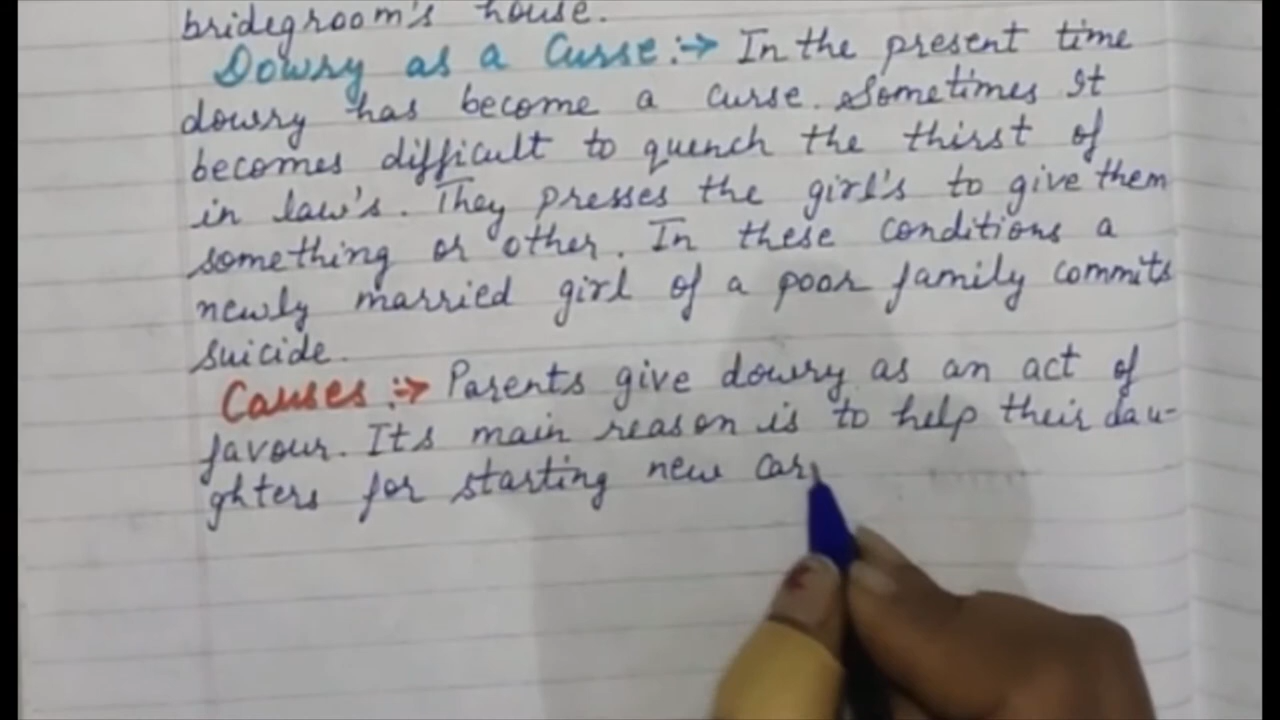 bridegroom's house.
Dowry as a Curse :→ In the present time
dowry has become a curse. Sometimes It
becomes difficult to quench the thirst of
in law's. They presses the girl's to give them
something or other. In these conditions a
newly married girl of a poor family commits
suicide.
Causes :→ Parents give dowry as an act of
favour. Its main reason is to help their dau-
ghters for starting new car